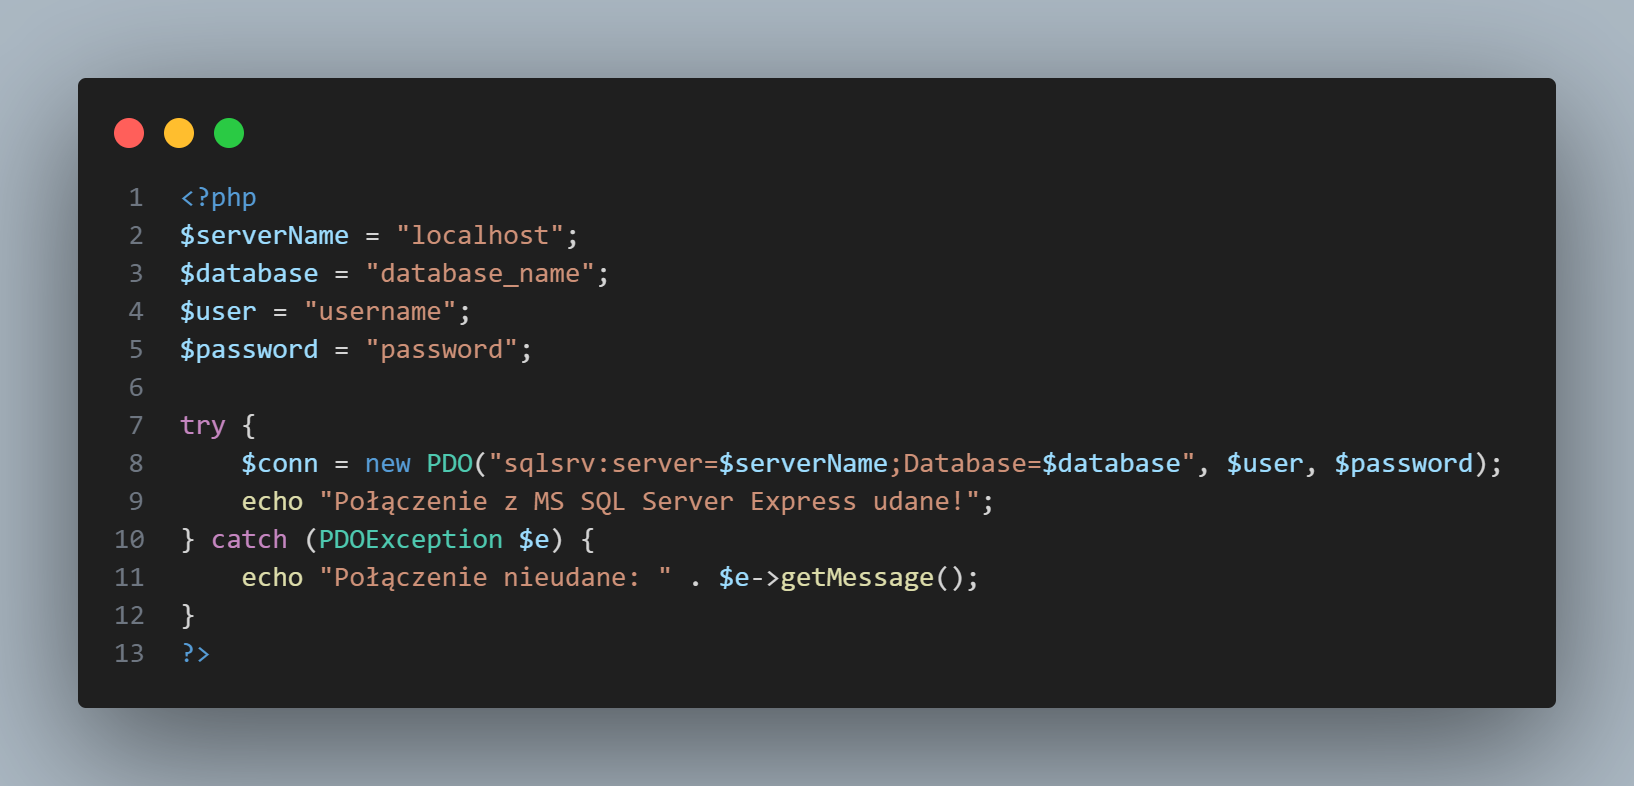 1 <?php
2 $serverName = "localhost";
3 $database = "database_name";
4 $user = "username";
5 $password = "password";
6
7 try {
8     $conn = new PDO("sqlsrv:server=$serverName;Database=$database", $user, $password);
9     echo "Połączenie z MS SQL Server Express udane!";
10 } catch (PDOException $e) {
11     echo "Połączenie nieudane: " . $e->getMessage();
12 }
13 ?>